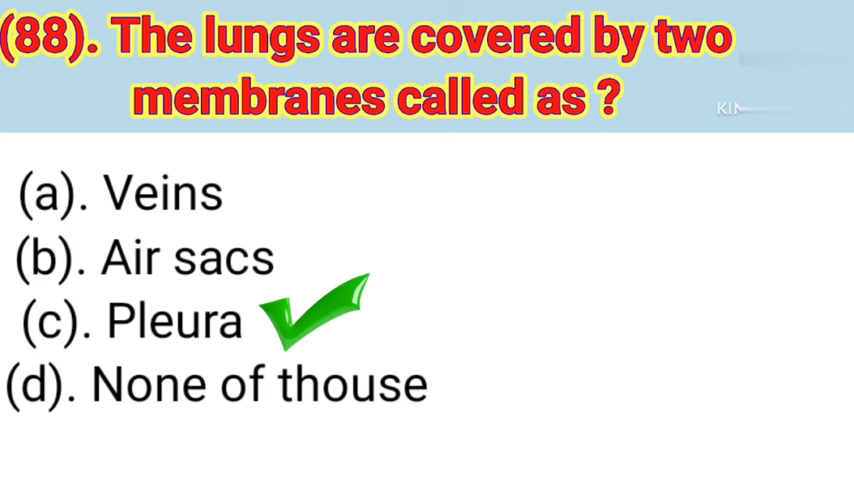 (88). The lungs are covered by two
membranes called as ?
(a). Veins
(b). Air sacs
(c). Pleura
(d). None of thouse